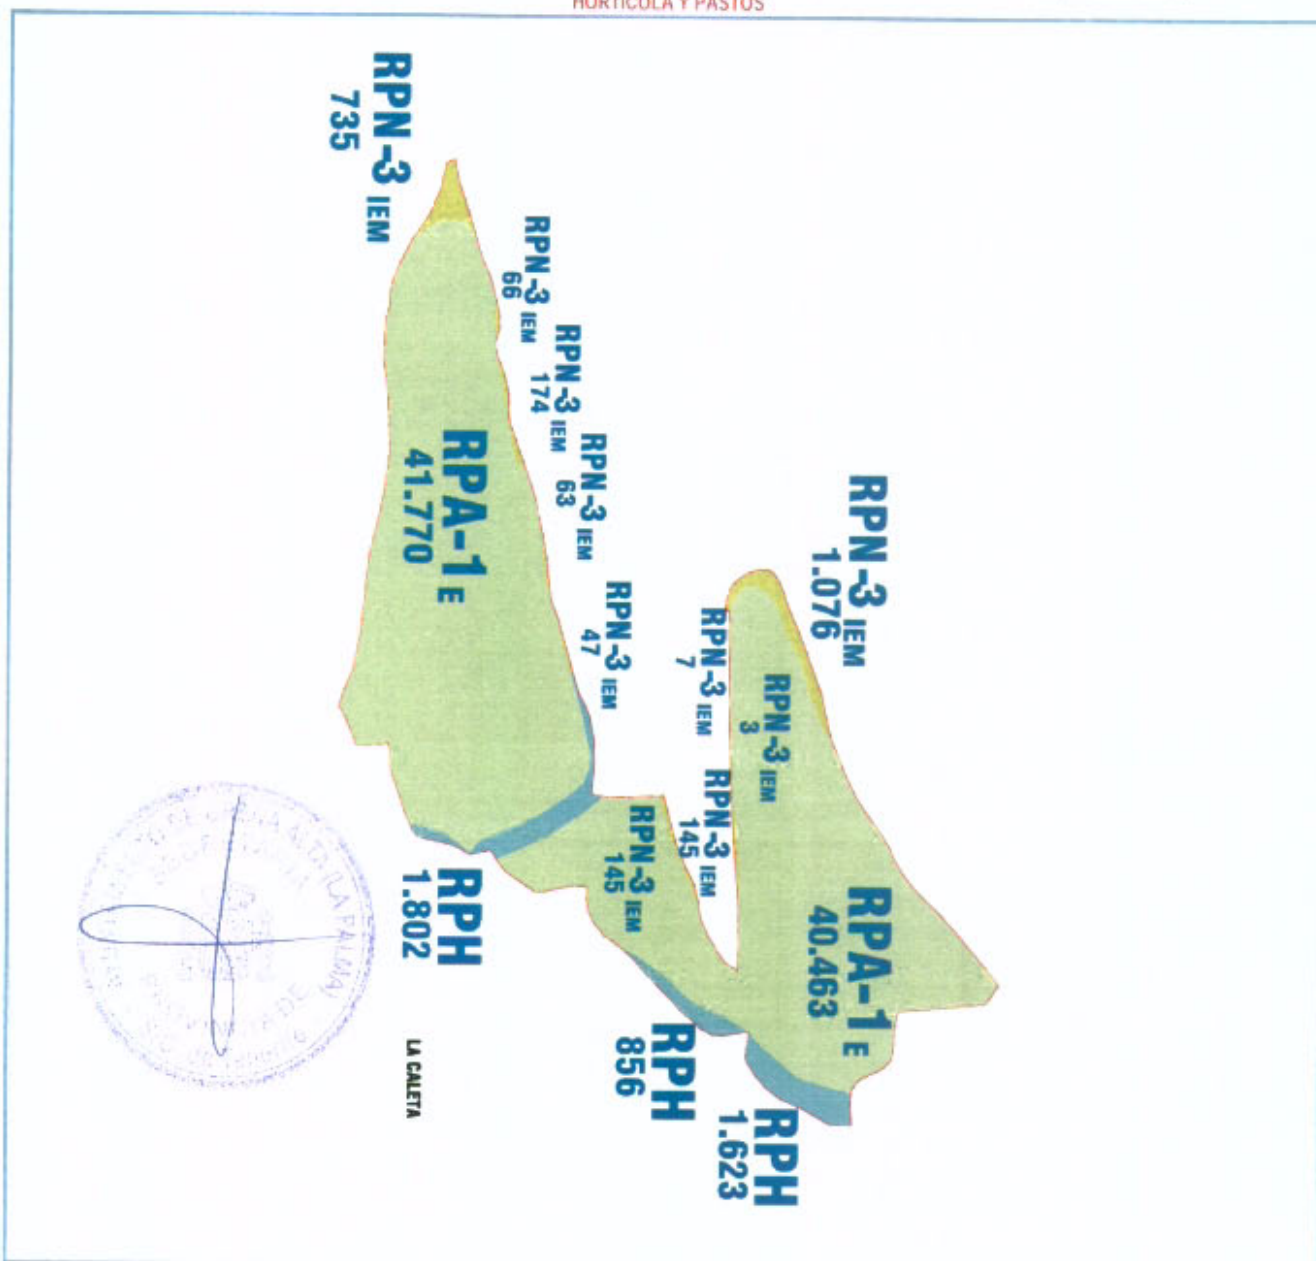 HORTÍCOLA Y PASTOS
RPN-3 IEM
735
RPN-3 IEM
66
RPN-3 IEM
174
RPN-3 IEM
63
RPN-3 IEM
47
RPA-1 E
41.770
RPN-3 IEM
1.076
RPN-3 IEM
7
RPN-3 IEM
3
RPN-3 IEM
145
RPN-3 IEM
145
RPA-1 E
40.463
RPH
1.802
RPH
856
RPH
1.623
LA CALETA
(LA PALMA)